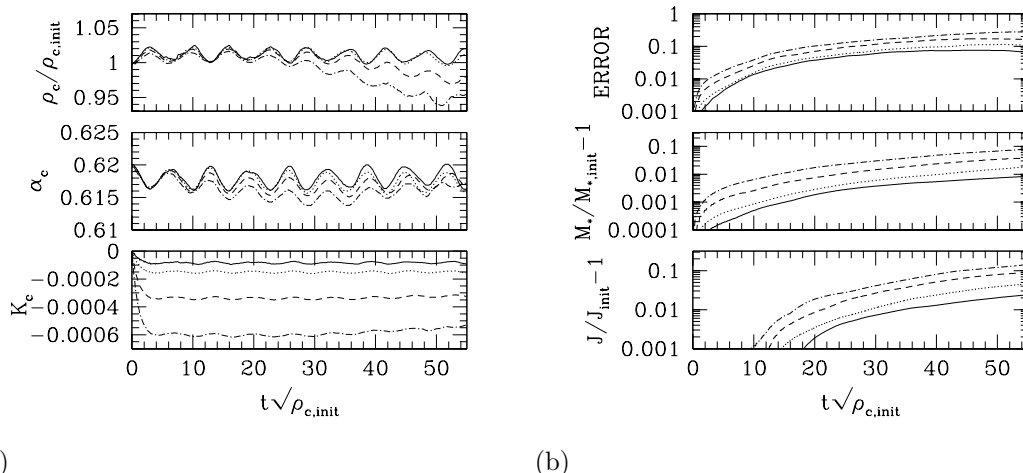 1.05
1
0.95
ρc/ρc,init
0.625
0.62
0.615
0.61
αc
0
−0.0002
−0.0004
−0.0006
Kc
0 10 20 30 40 50
t√ρc,init
)
1
0.1
0.01
0.001
ERROR
0.1
0.01
0.001
0.0001
M*/M*,init−1
0.1
0.01
0.001
J/Jinit−1
0 10 20 30 40 50
t√ρc,init
(b)